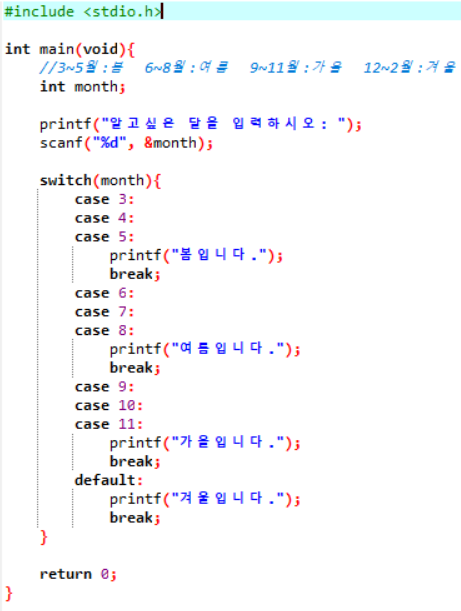 #include <stdio.h>
int main(void){
//3~5월:봄 6~8월:여름 9~11월:가을 12~2월:겨울
int month;
printf("알고싶은 달을 입력하시오: ");
scanf("%d", &month);
switch(month){
case 3:
case 4:
case 5:
printf("봄입니다.");
break;
case 6:
case 7:
case 8:
printf("여름입니다.");
break;
case 9:
case 10:
case 11:
printf("가을입니다.");
break;
default:
printf("겨울입니다.");
break;
}
return 0;
}